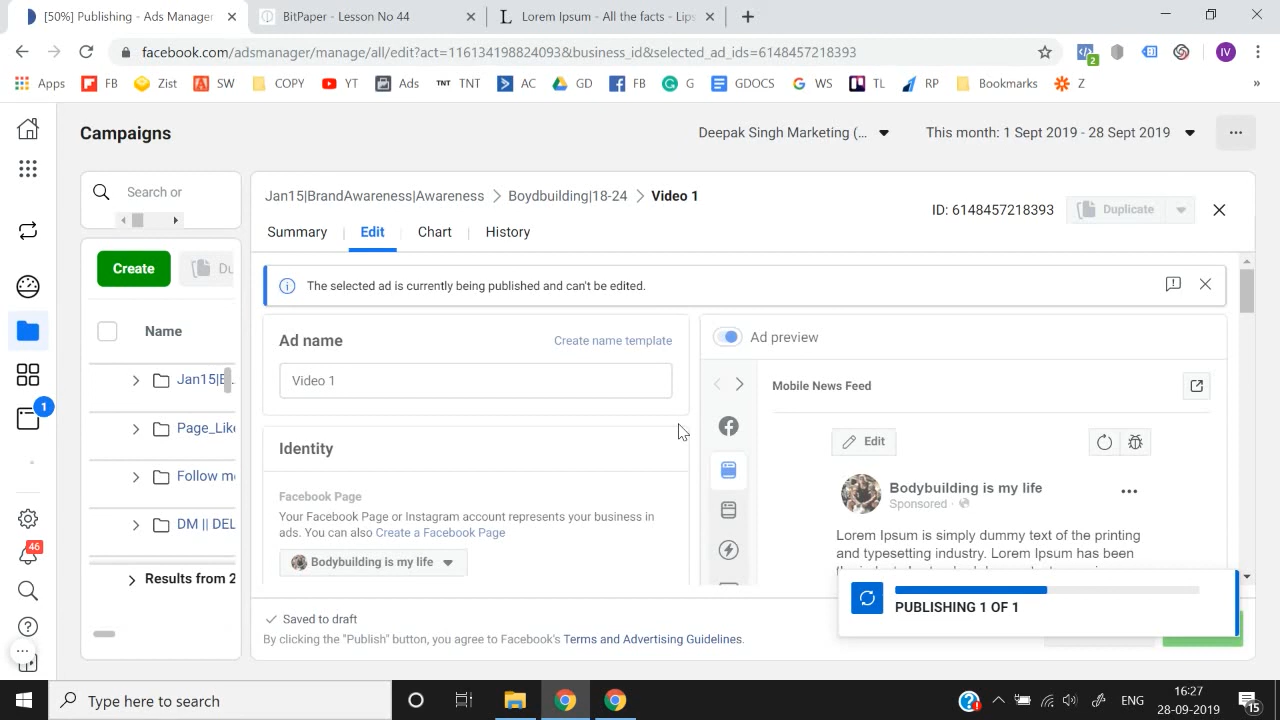 [50%] Publishing - Ads Manager
BitPaper - Lesson No 44
Lorem Ipsum - All the facts - Lips
facebook.com/adsmanager/manage/all/edit?act=1161341988240938&business_id&selected_ad_ids=6148457218393
2
IV
Apps
FB
Zist
SW
COPY
YT
Ads
TNT TNT
AC
GD
FB
G
GDOCS
WS
TL
RP
Bookmarks
Z
»
Campaigns
Deepak Singh Marketing (...
This month: 1 Sept 2019 - 28 Sept 2019
Search or
Jan15|BrandAwareness|Awareness
Boydbuilding|18-24
Video 1
ID: 6148457218393
Duplicate
Summary
Edit
Chart
History
Create
Du
The selected ad is currently being published and can't be edited.
Name
Jan15|B
Page_Like
Follow me
DM || DEL
Results from 2
1
46
Ad name
Create name template
Video 1
Identity
Facebook Page
Your Facebook Page or Instagram account represents your business in
ads. You can also Create a Facebook Page
Bodybuilding is my life
Ad preview
Mobile News Feed
Edit
Bodybuilding is my life
Sponsored ·
Lorem Ipsum is simply dummy text of the printing
and typesetting industry. Lorem Ipsum has been
PUBLISHING 1 OF 1
Saved to draft
By clicking the "Publish" button, you agree to Facebook's Terms and Advertising Guidelines.
Type here to search
ENG
16:27
28-09-2019
15